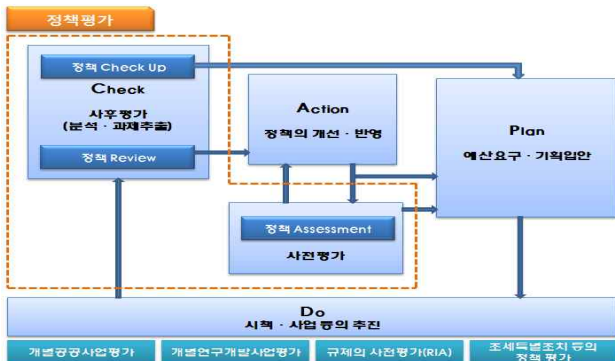 정책평가
정책 Check Up
Check
사후평가
(분석·과제추출)
정책 Review
Action
정책의 개선·반영
Plan
예산요구·기획입안
정책 Assessment
사전평가
Do
시책·사업 등의 추진
개별공공사업평가
개별연구개발사업평가
규제의 사전평가(RIA)
조세특별조치 등의
정책 평가